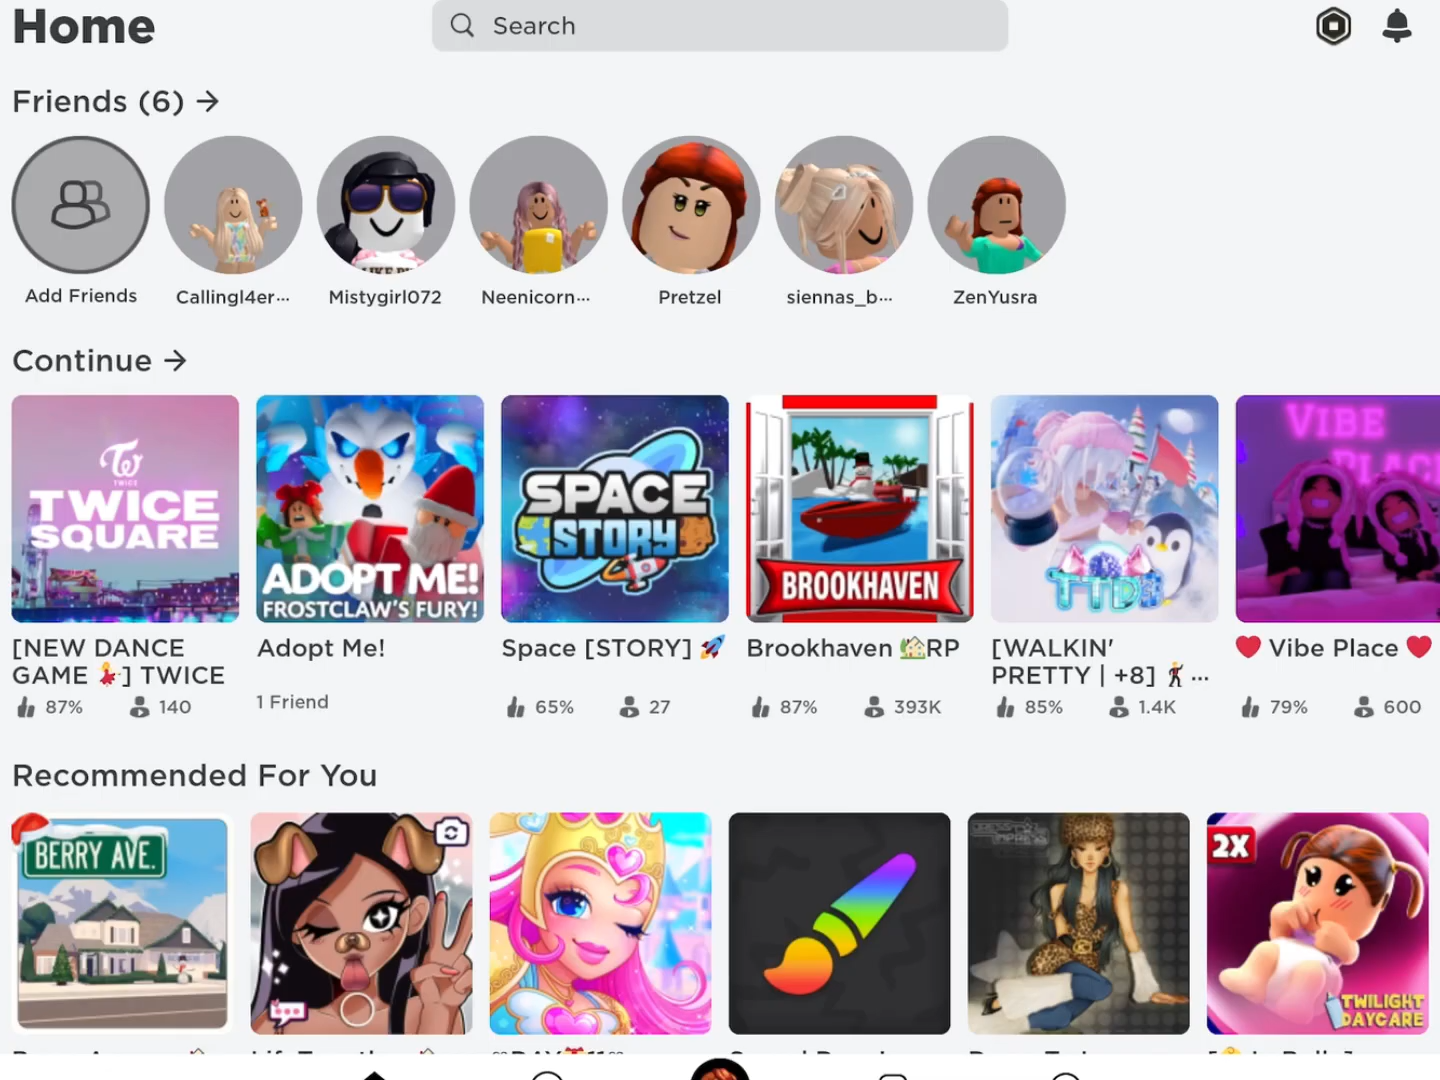 Home
Search
Friends (6)
Add Friends
Callingl4er...
Mistygirl072
Neenicorn...
Pretzel
siennas_b...
ZenYusra
Continue
TWICE
TWICE
SQUARE
ADOPT ME!
FROSTCLAW'S FURY!
SPACE
STORY
BROOKHAVEN
TTD
VIBE
PLACE
[NEW DANCE
GAME 💃] TWICE
87% 140
Adopt Me!
1 Friend
Space [STORY] 🚀
65% 27
Brookhaven 🏡RP
87% 393K
[WALKIN'
PRETTY | +8] 🕺...
85% 1.4K
❤️ Vibe Place ❤️
79% 600
Recommended For You
BERRY AVE.
2X
TWILIGHT
DAYCARE